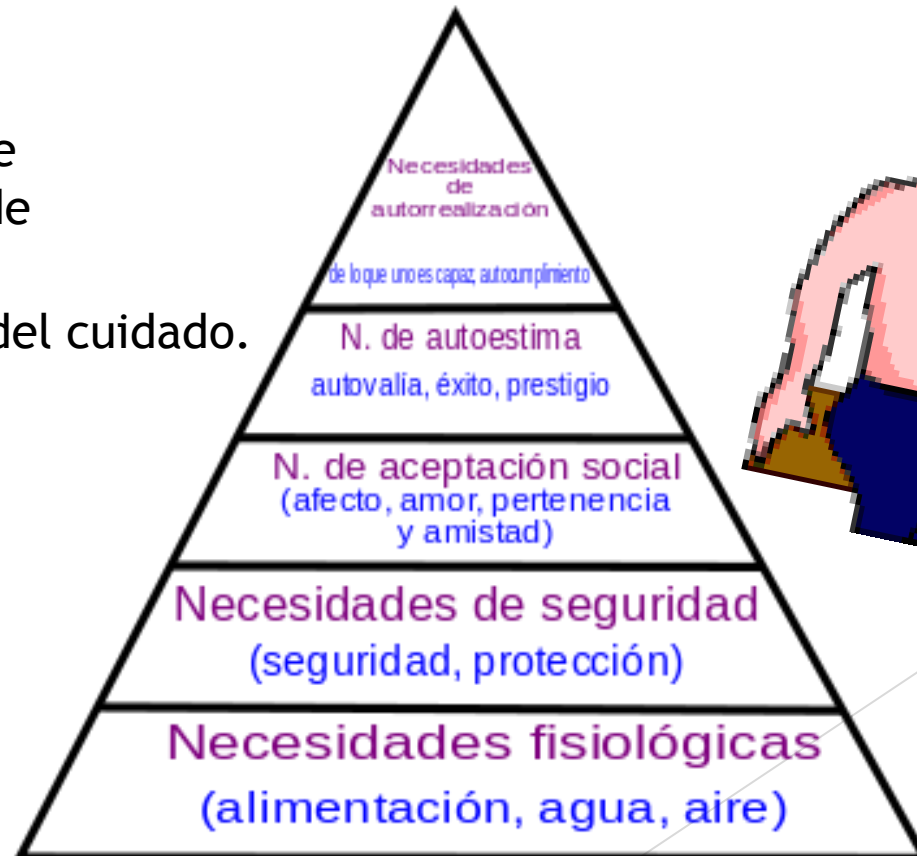 e
de
del cuidado.
Necesidades
de
autorrealización
de lo que uno es capaz, autocumplimiento
N. de autoestima
autovalía, éxito, prestigio
N. de aceptación social
(afecto, amor, pertenencia
y amistad)
Necesidades de seguridad
(seguridad, protección)
Necesidades fisiológicas
(alimentación, agua, aire)